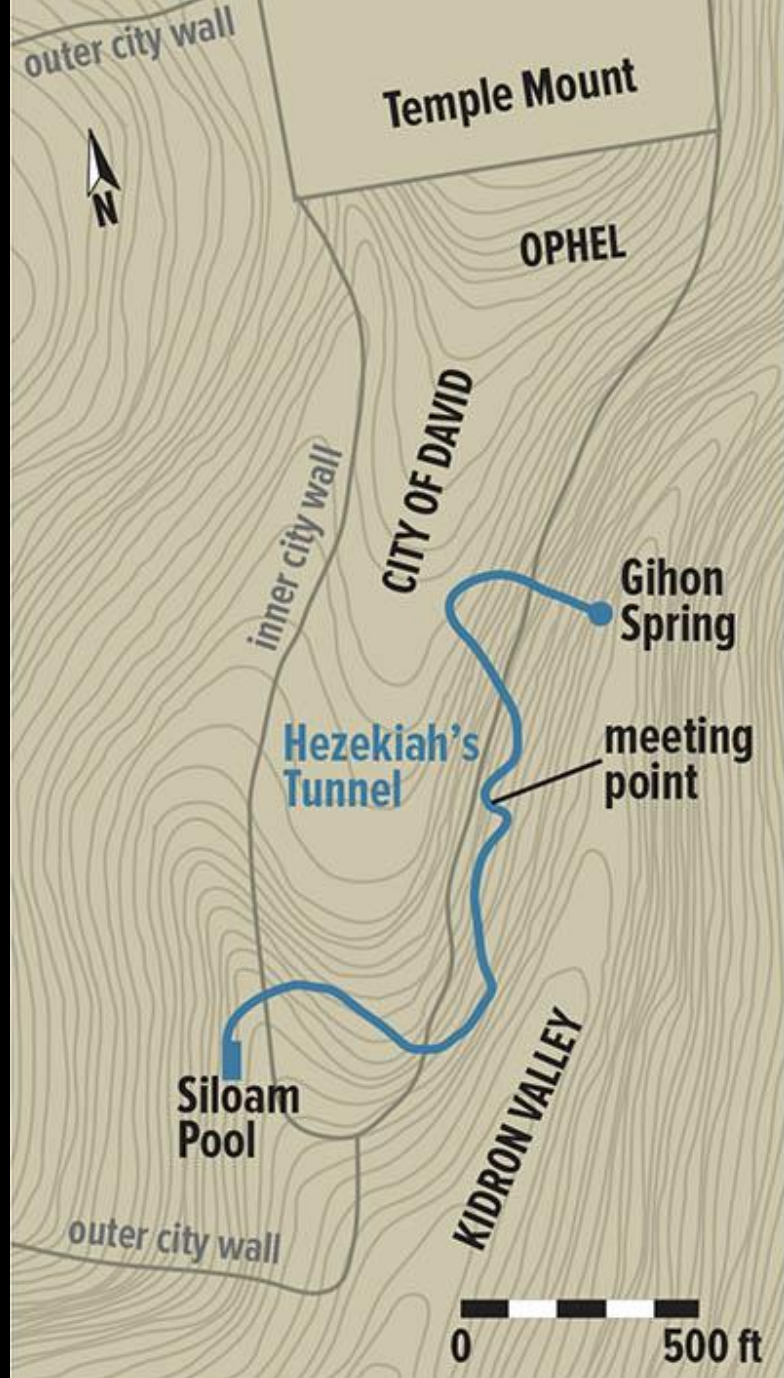 outer city wall
Temple Mount
N
OPHEL
CITY OF DAVID
inner city wall
Gihon
Spring
Hezekiah's
Tunnel
meeting
point
Siloam
Pool
KIDRON VALLEY
outer city wall
0 500 ft